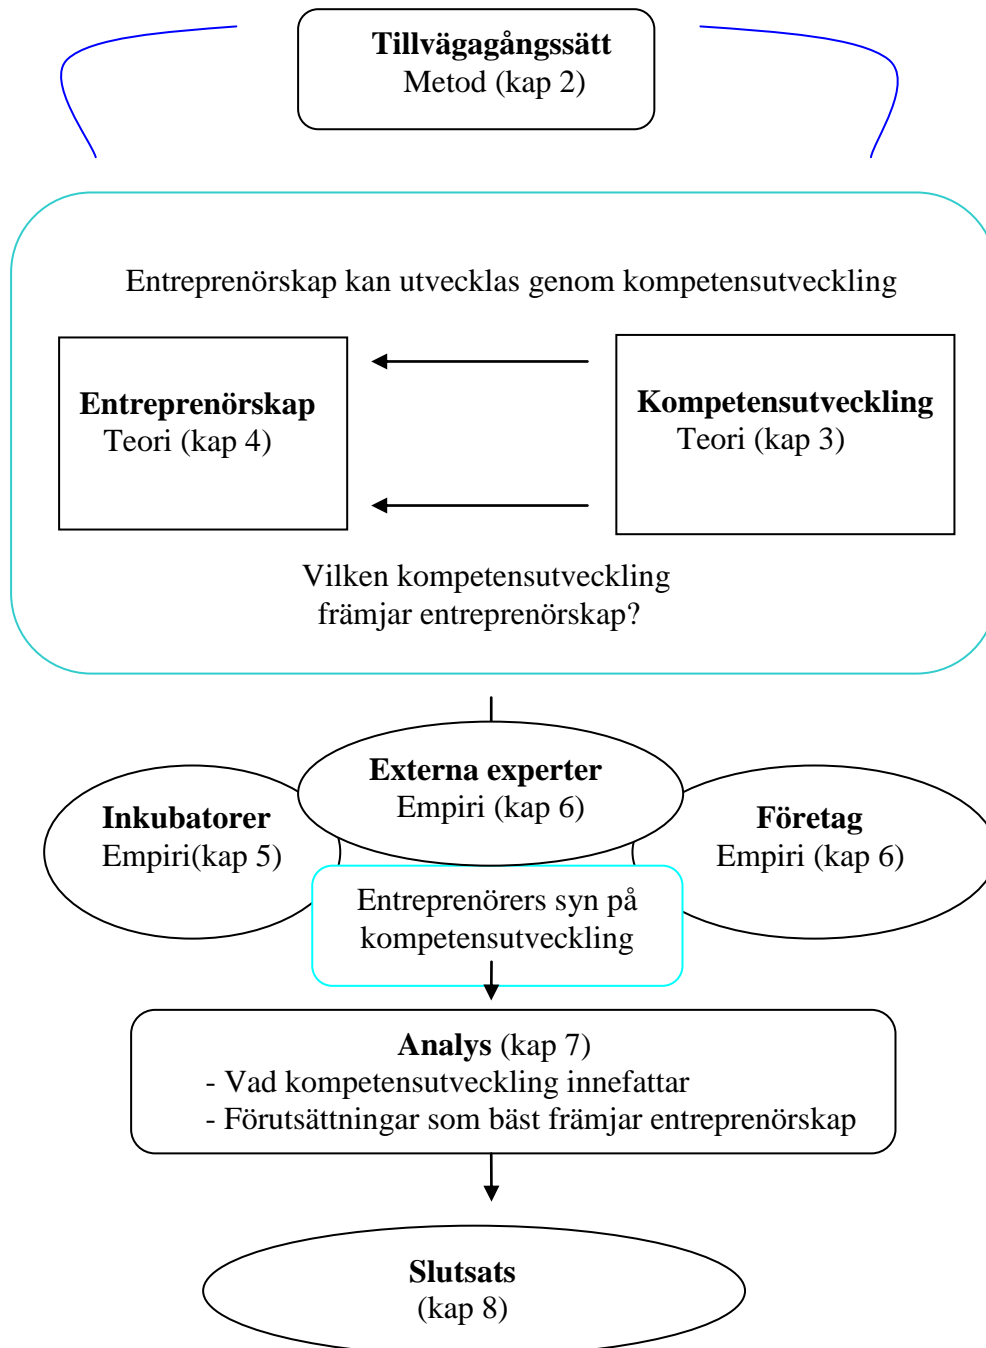 Tillvägagångssätt
Metod (kap 2)
Entreprenörskap kan utvecklas genom kompetensutveckling
Entreprenörskap
Teori (kap 4)
Kompetensutveckling
Teori (kap 3)
Vilken kompetensutveckling
främjar entreprenörskap?
Externa experter
Empiri (kap 6)
Inkubatorer
Empiri(kap 5)
Företag
Empiri (kap 6)
Entreprenörers syn på
kompetensutveckling
Analys (kap 7)
- Vad kompetensutveckling innefattar
- Förutsättningar som bäst främjar entreprenörskap
Slutsats
(kap 8)